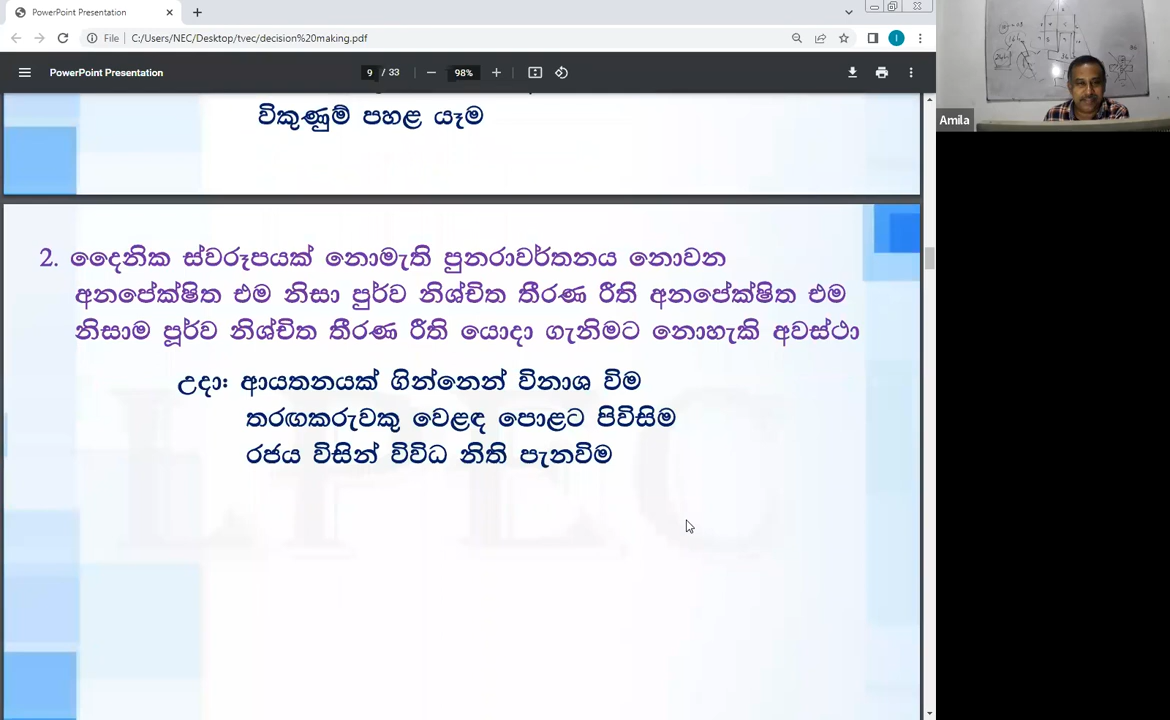 PowerPoint Presentation
File C:/Users/NEC/Desktop/tvec/decision%20making.pdf
PowerPoint Presentation 9 / 33 98%
Amila
විකුණුම් පහළ යෑම
2. දෛනික ස්වරූපයක් නොමැති පුනරාවර්තනය නොවන
අනපේක්ෂිත එම නිසා පුර්ව නිශ්චිත තීරණ රීති අනපේක්ෂිත එම
නිසාම පූර්ව නිශ්චිත තීරණ රීති යොදා ගැනිමට නොහැකි අවස්ථා
උදා: ආයතනයක් ගින්නෙන් විනාශ විම
තරඟකරුවකු වෙළඳ පොළට පිවිසිම
රජය විසින් විවිධ නිති පැනවිම
LPEC